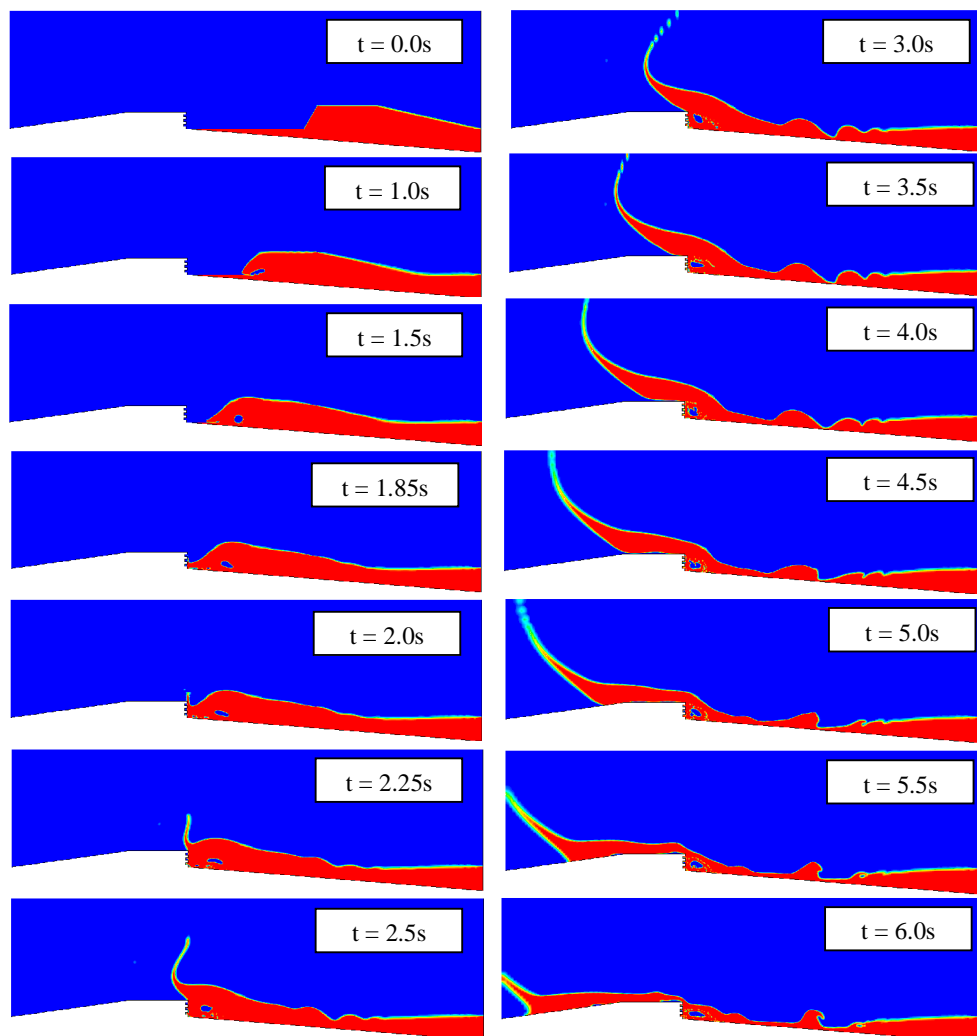 t = 0.0s
t = 1.0s
t = 1.5s
t = 1.85s
t = 2.0s
t = 2.25s
t = 2.5s
t = 3.0s
t = 3.5s
t = 4.0s
t = 4.5s
t = 5.0s
t = 5.5s
t = 6.0s